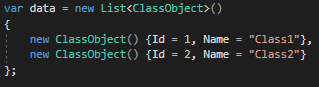 var data = new List<ClassObject>()
{
    new ClassObject() {Id = 1, Name = "Class1"},
    new ClassObject() {Id = 2, Name = "Class2"}
};